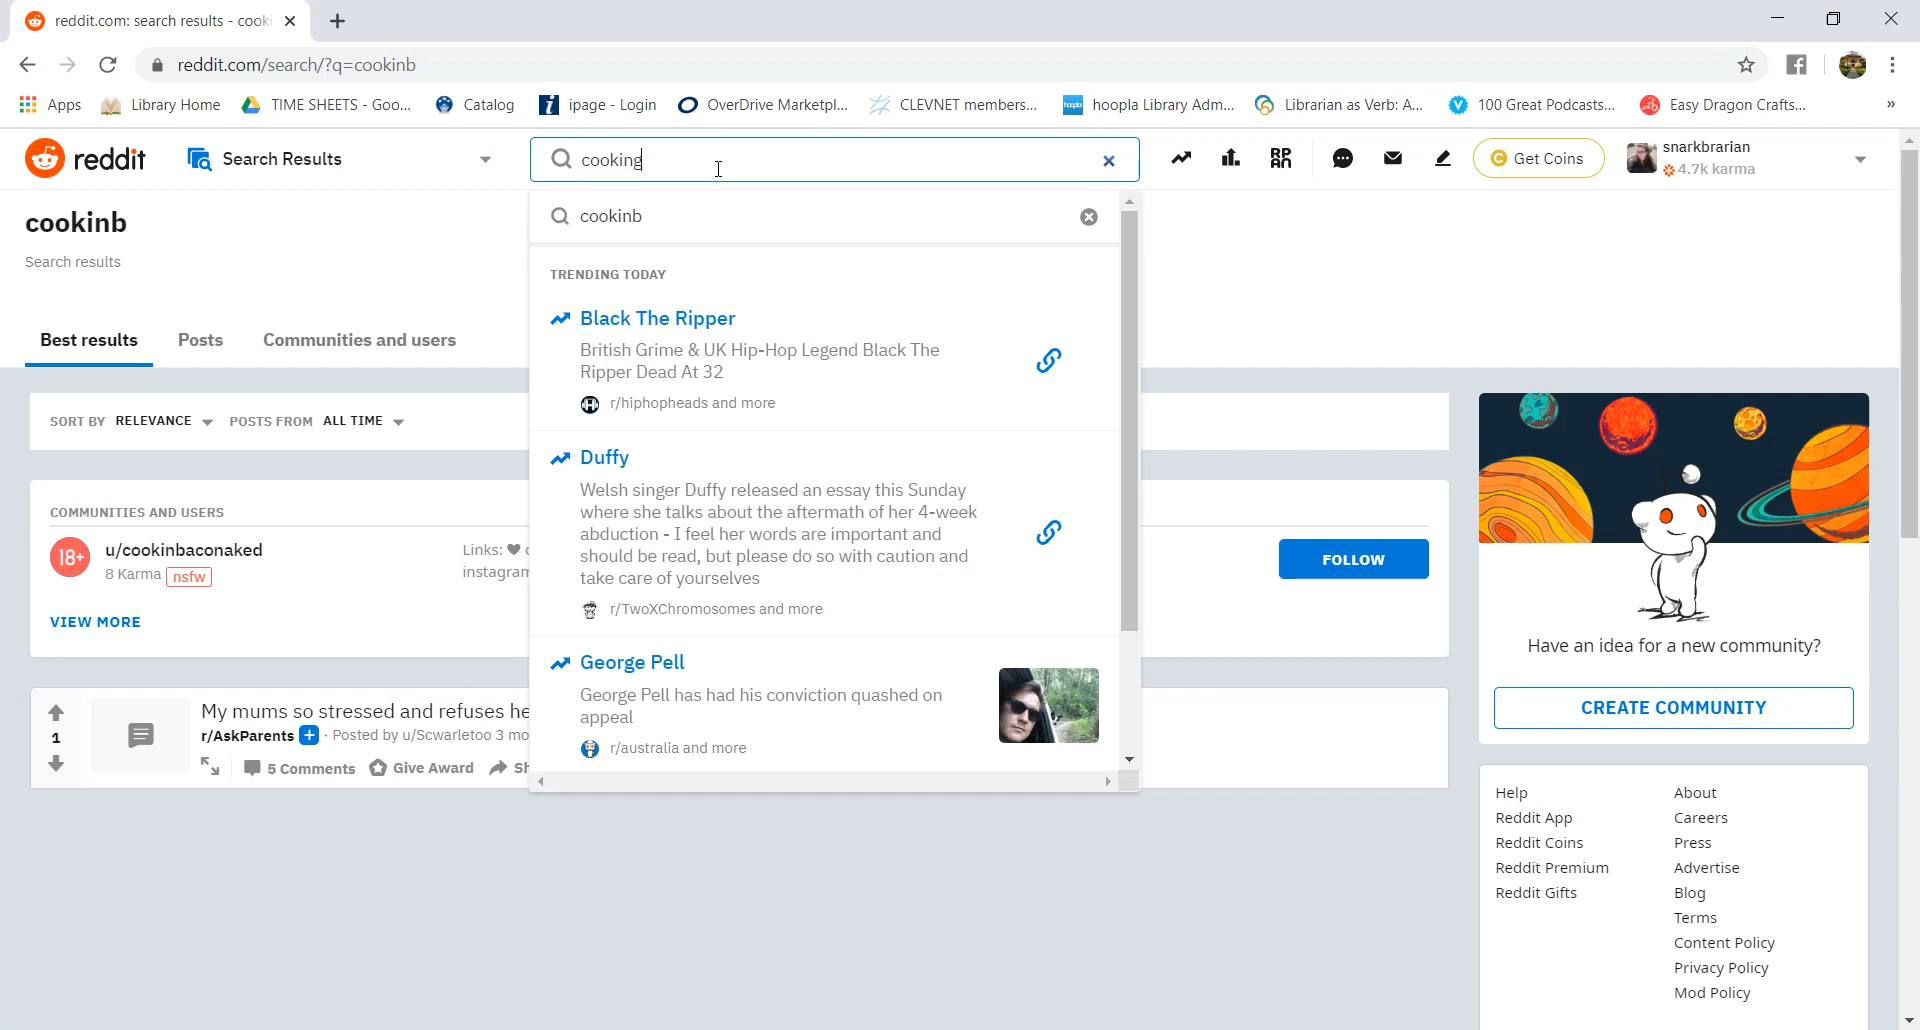 reddit.com: search results - cooki
reddit.com/search/?q=cookinb
Apps Library Home TIME SHEETS - Goo... Catalog ipage - Login OverDrive Marketpl... CLEVNET members... hoopla Library Adm... Librarian as Verb: A... 100 Great Podcasts... Easy Dragon Crafts... »
reddit Search Results cooking Get Coins snarkbrarian
4.7k karma
cookinb
cookinb
Search results
TRENDING TODAY
Best results Posts Communities and users
Black The Ripper
British Grime & UK Hip-Hop Legend Black The
Ripper Dead At 32
r/hiphopheads and more
SORT BY RELEVANCE POSTS FROM ALL TIME
Duffy
Welsh singer Duffy released an essay this Sunday
where she talks about the aftermath of her 4-week
abduction - I feel her words are important and
should be read, but please do so with caution and
take care of yourselves
r/TwoXChromosomes and more
COMMUNITIES AND USERS
18+ u/cookinbaconaked
8 Karma nsfw
Links: ♥
instagram
FOLLOW
VIEW MORE
George Pell
George Pell has had his conviction quashed on
appeal
r/australia and more
1
My mums so stressed and refuses he
r/AskParents · Posted by u/Scwarletoo 3 mo
5 Comments Give Award Sh
Have an idea for a new community?
CREATE COMMUNITY
Help
Reddit App
Reddit Coins
Reddit Premium
Reddit Gifts
About
Careers
Press
Advertise
Blog
Terms
Content Policy
Privacy Policy
Mod Policy